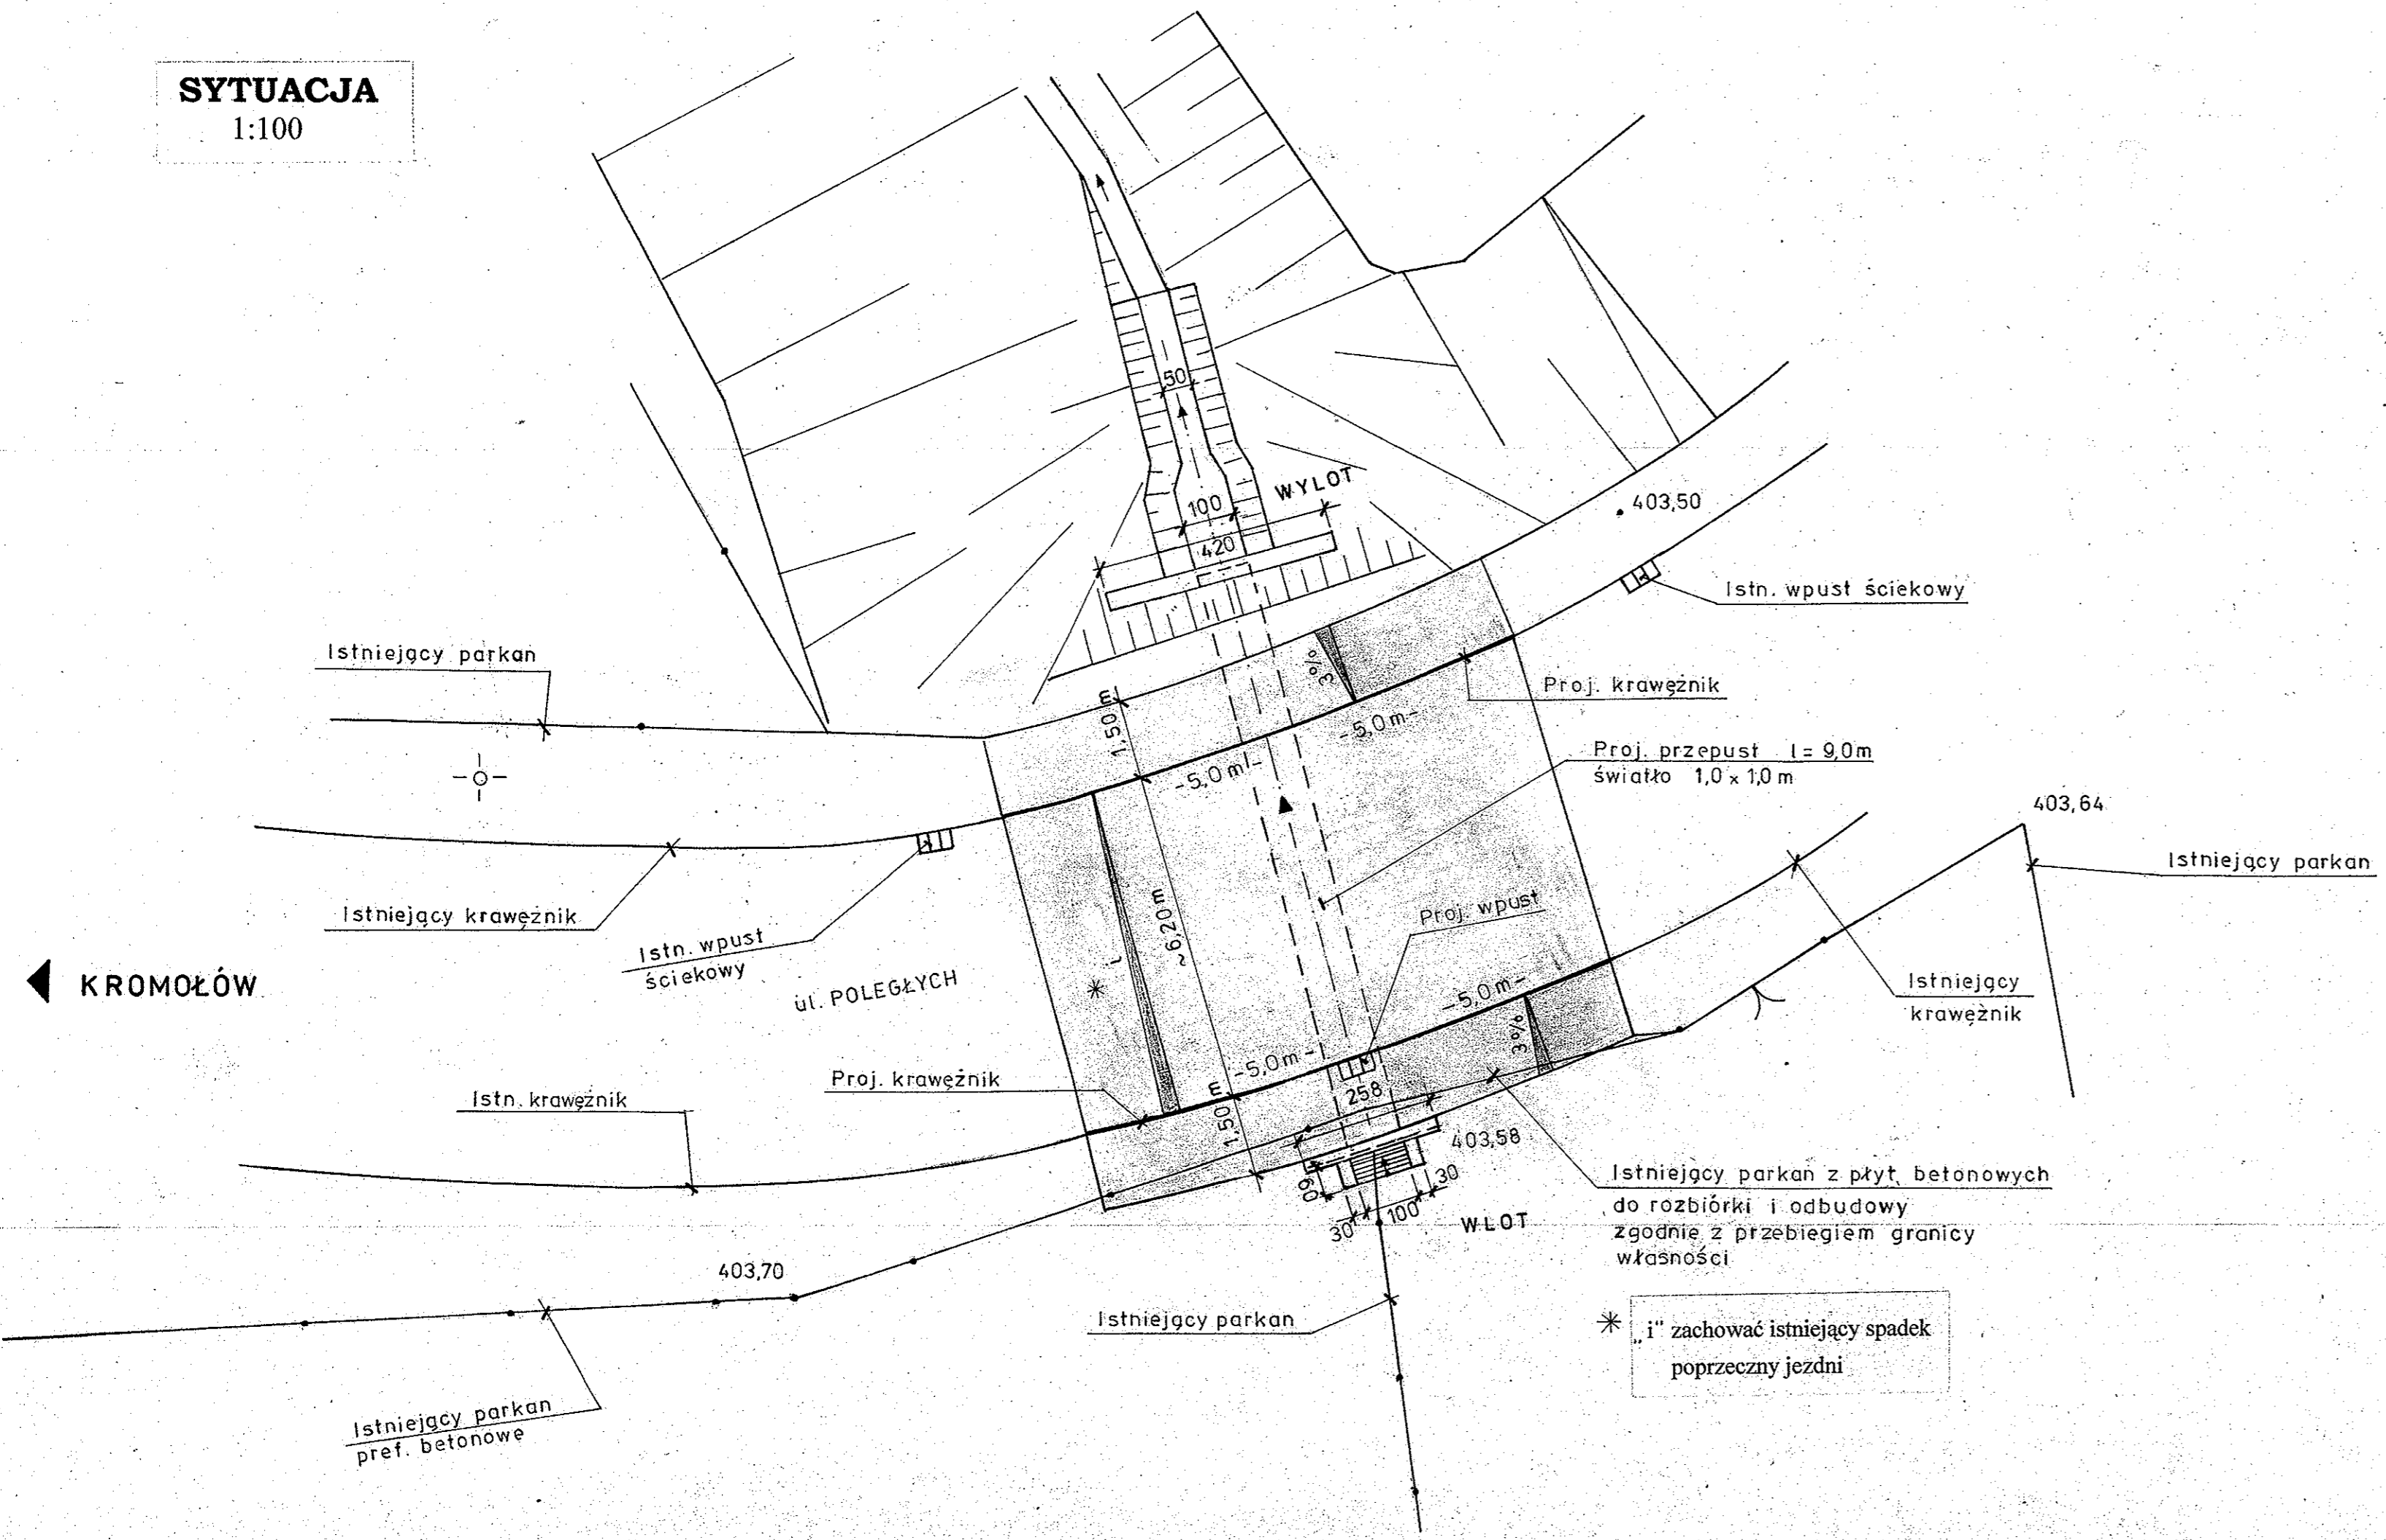 SYTUACJA
1:100
50
WYLOT
100
420
403,50
Istn. wpust ściekowy
Istniejący parkan
3%
Proj. krawężnik
1,50 m
-5,0 m-
-5,0 m-
Proj. przepust l = 9,0m
światło 1,0 x 1,0 m
403,64
Istniejący parkan
Istniejący krawężnik
Istn. wpust
ściekowy
~6,20 m
Proj. wpust
KROMOŁÓW
ul. POLEGŁYCH
*
-5,0 m-
Istniejący
krawężnik
3%
-5,0 m-
Proj. krawężnik
Istn. krawężnik
1,50 m
258
403,58
60
30
100
30
WLOT
Istniejący parkan z płyt betonowych
do rozbiórki i odbudowy
zgodnie z przebiegiem granicy
własności
403,70
Istniejący parkan
* „i“ zachować istniejący spadek
poprzeczny jezdni
Istniejący parkan
pref. betonowe